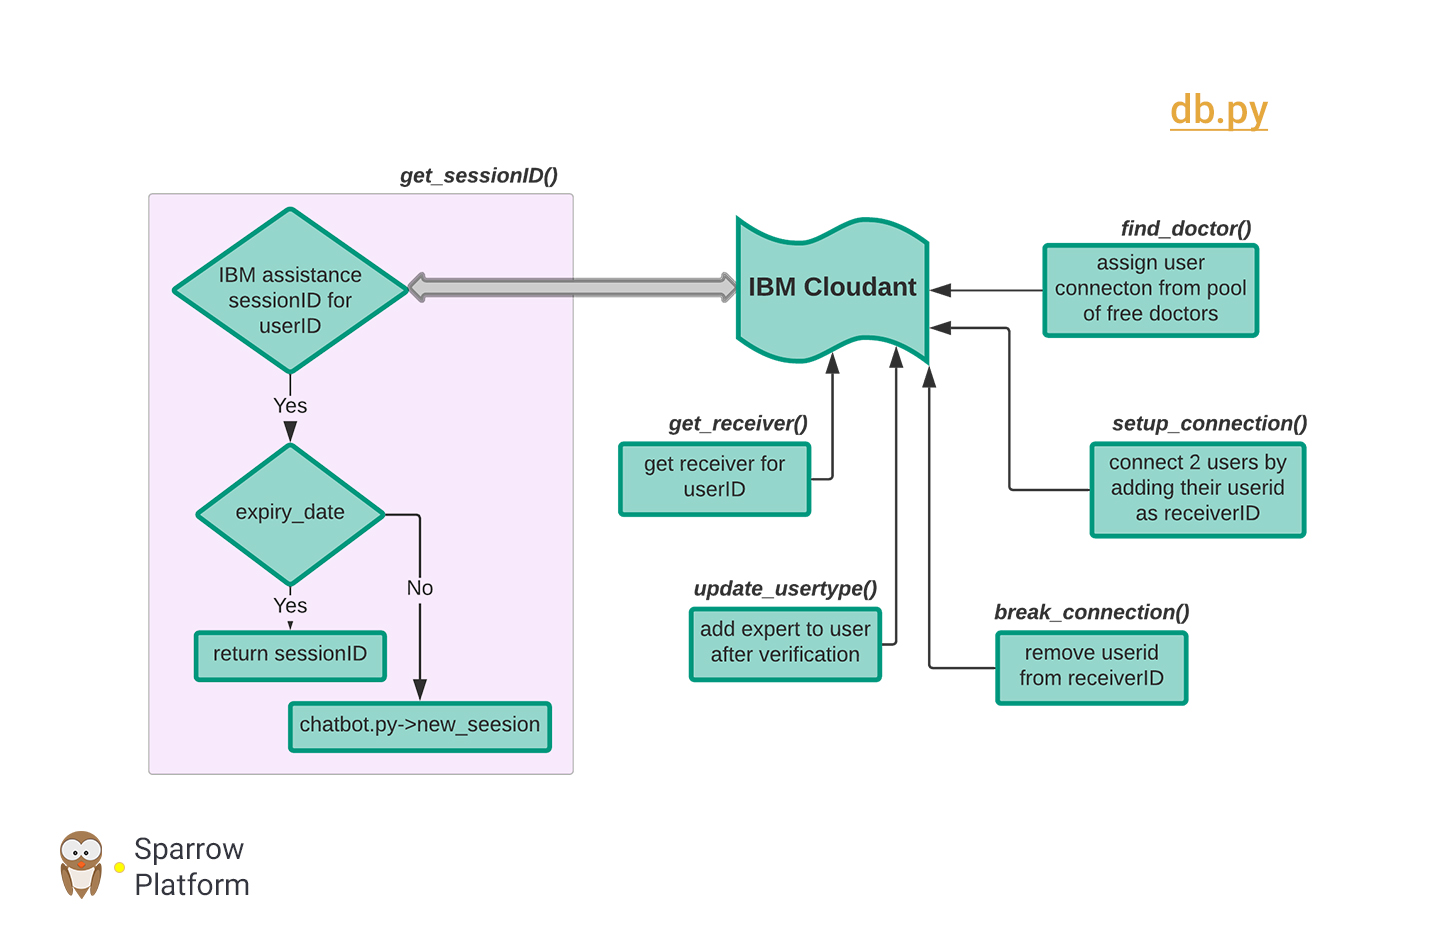 db.py
get_sessionID()
IBM assistance
sessionID for
userID
Yes
expiry_date
No
Yes
return sessionID
chatbot.py->new_seesion
IBM Cloudant
find_doctor()
assign user
connecton from pool
of free doctors
get_receiver()
get receiver for
userID
setup_connection()
connect 2 users by
adding their userid
as receiverID
update_usertype()
add expert to user
after verification
break_connection()
remove userid
from receiverID
Sparrow
Platform